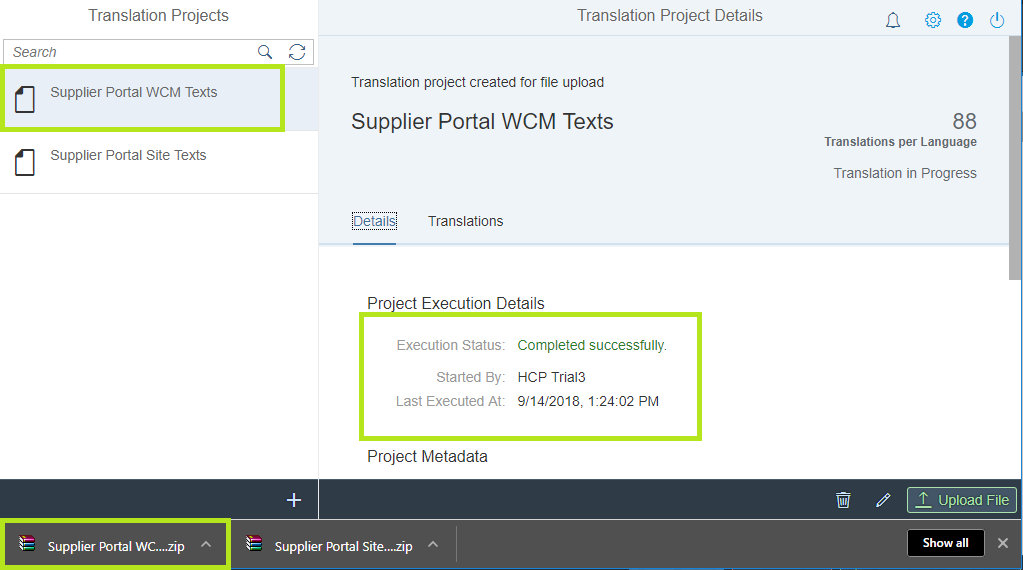 Translation Projects
Search
Supplier Portal WCM Texts
Supplier Portal Site Texts
Translation Project Details
?
Translation project created for file upload
Supplier Portal WCM Texts
88
Translations per Language
Translation in Progress
Details
Translations
Project Execution Details
Execution Status: Completed successfully.
Started By: HCP Trial3
Last Executed At: 9/14/2018, 1:24:02 PM
Project Metadata
Upload File
Supplier Portal WC....zip
Supplier Portal Site....zip
Show all